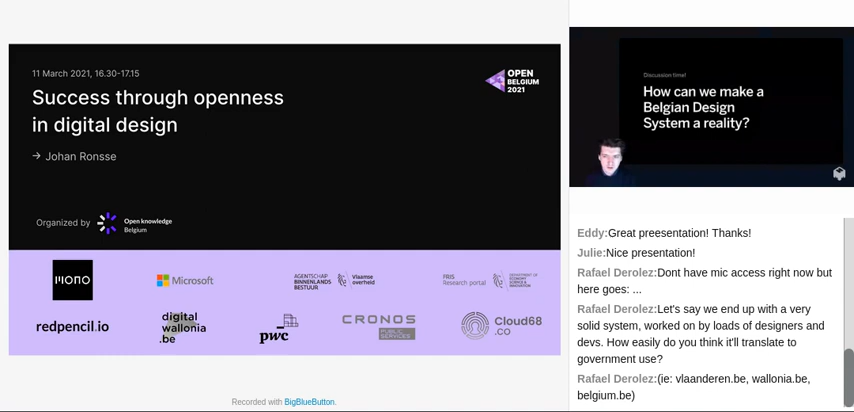 11 March 2021, 16.30-17.15
Success through openness
in digital design
→ Johan Ronsse
OPEN
BELGIUM
2021
Organized by
Open knowledge
Belgium
mono
Microsoft
AGENTSCHAP
BINNENLANDS
BESTUUR
Vlaamse
overheid
FRIS
Research portal
DEPARTMENT OF
ECONOMY
SCIENCE &
INNOVATION
redpencil.io
digital
wallonia
.be
pwc
CRONOS
PUBLIC
SERVICES
Cloud68
.CO
Recorded with BigBlueButton.
Discussion time!
How can we make a
Belgian Design
System a reality?
Eddy:Great preesentation! Thanks!
Julie:Nice presentation!
Rafael Derolez:Dont have mic access right now but
here goes: ...
Rafael Derolez:Let's say we end up with a very
solid system, worked on by loads of designers and
devs. How easily do you think it'll translate to
government use?
Rafael Derolez:(ie: vlaanderen.be, wallonia.be,
belgium.be)